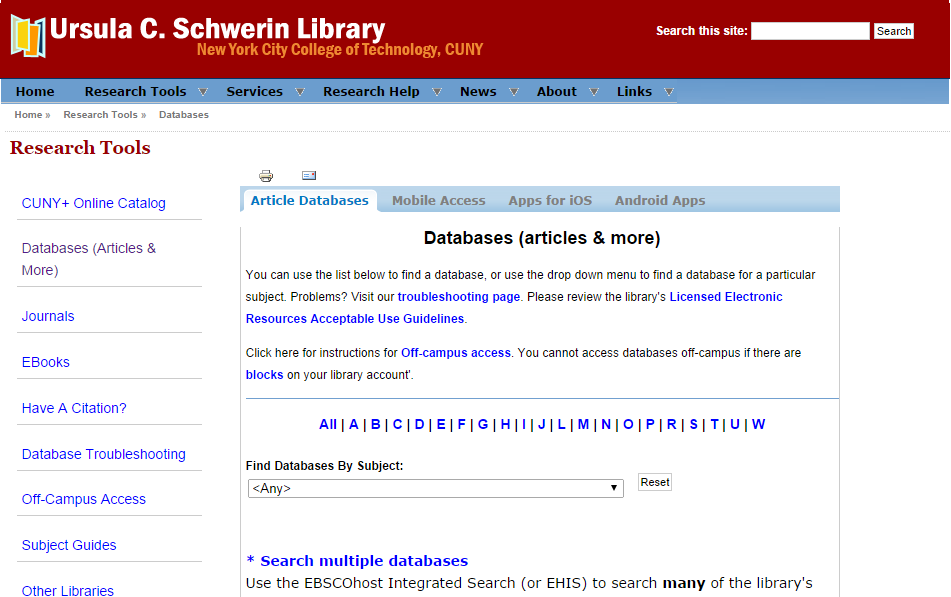 Ursula C. Schwerin Library
New York City College of Technology, CUNY
Search this site:
Search
Home Research Tools Services Research Help News About Links
Home » Research Tools » Databases
Research Tools
CUNY+ Online Catalog
Databases (Articles &
More)
Journals
EBooks
Have A Citation?
Database Troubleshooting
Off-Campus Access
Subject Guides
Other Libraries
Article Databases Mobile Access Apps for iOS Android Apps
Databases (articles & more)
You can use the list below to find a database, or use the drop down menu to find a database for a particular
subject. Problems? Visit our troubleshooting page. Please review the library's Licensed Electronic
Resources Acceptable Use Guidelines.
Click here for instructions for Off-campus access. You cannot access databases off-campus if there are
blocks on your library account'.
All | A | B | C | D | E | F | G | H | I | J | L | M | N | O | P | R | S | T | U | W
Find Databases By Subject:
<Any>
Reset
* Search multiple databases
Use the EBSCOhost Integrated Search (or EHIS) to search many of the library's